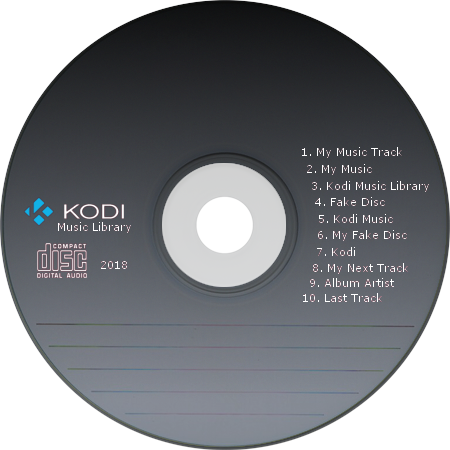 KODI
Music Library
COMPACT
disc
DIGITAL AUDIO
2018
1. My Music Track
2. My Music
3. Kodi Music Library
4. Fake Disc
5. Kodi Music
6. My Fake Disc
7. Kodi
8. My Next Track
9. Album Artist
10. Last Track